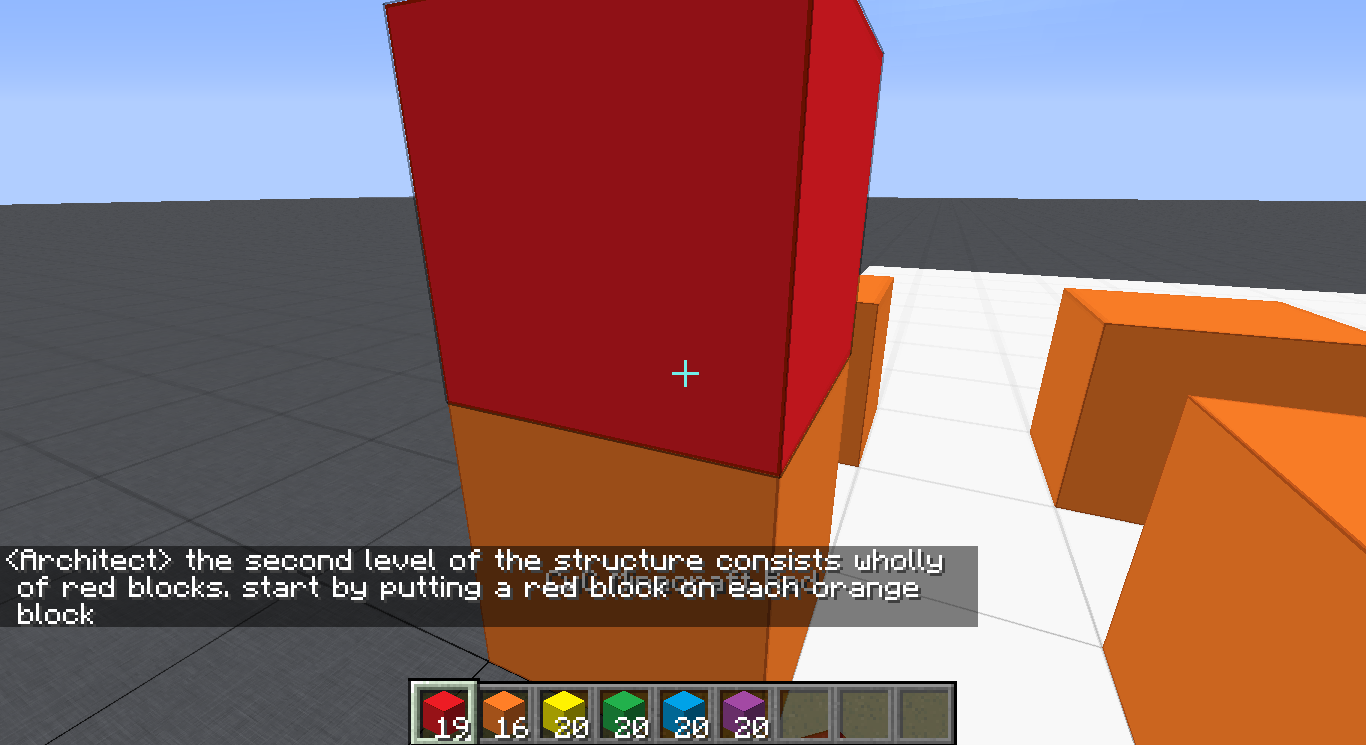 <Architect> the second level of the structure consists wholly
of red blocks. start by putting a red block on each orange
block
19 16 20 20 20 20